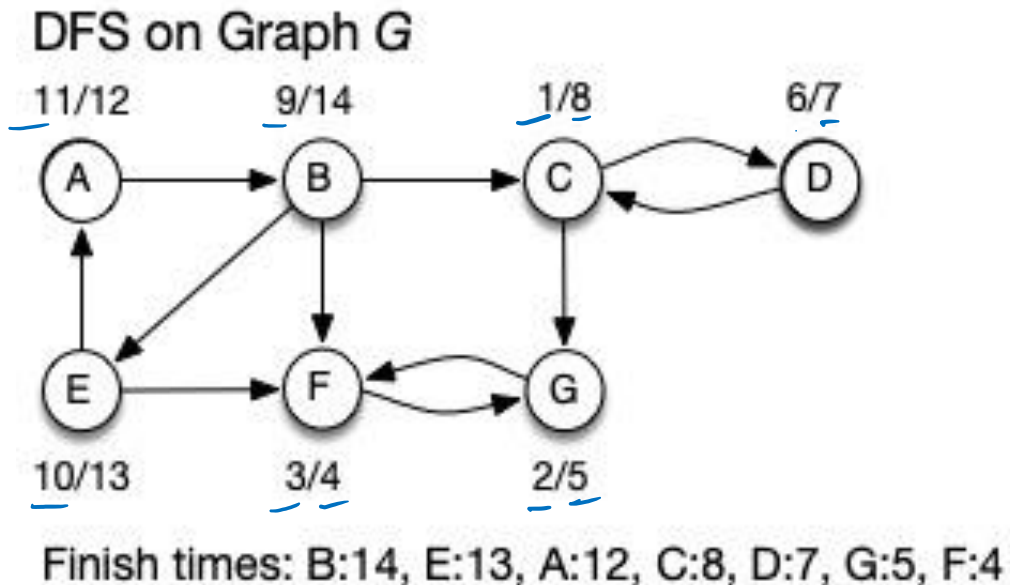 DFS on Graph G
11/12 9/14 1/8 6/7
A B C D
E F G
10/13 3/4 2/5
Finish times: B:14, E:13, A:12, C:8, D:7, G:5, F:4